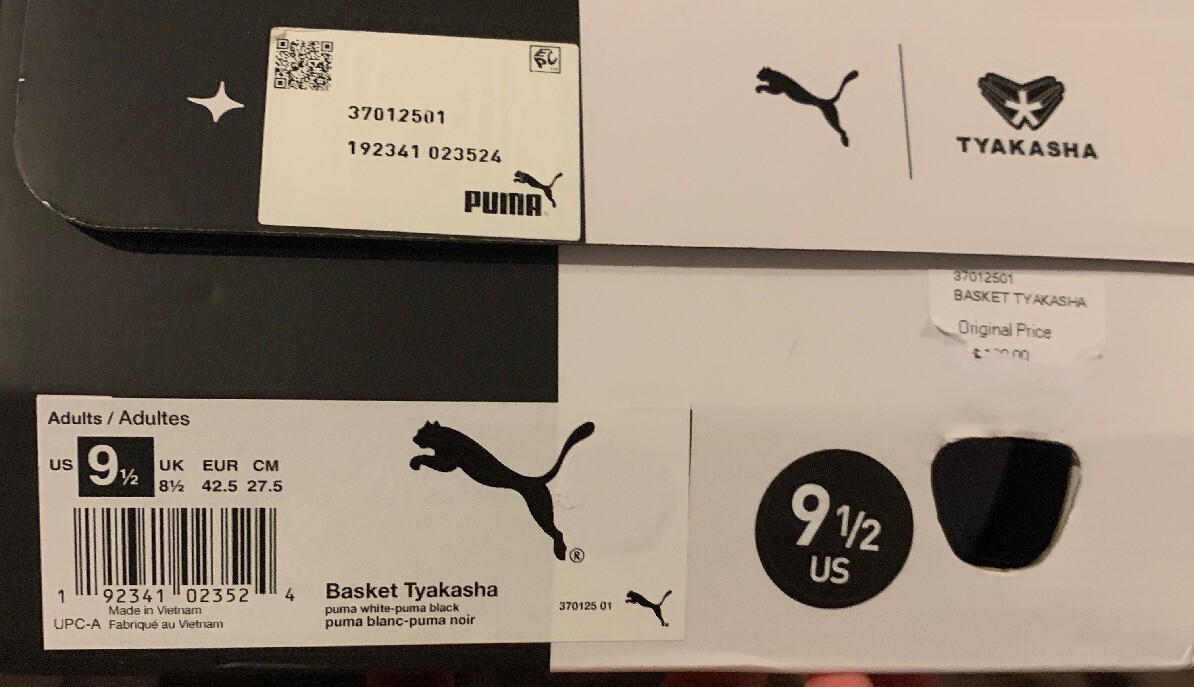 37012501
192341 023524
PUMA
TYAKASHA
37012501
BASKET TYAKASHA
Original Price
Adults / Adultes
US 9½ UK EUR CM
8½ 42.5 27.5
1 92341 02352 4
Made in Vietnam
UPC-A Fabriqué au Vietnam
Basket Tyakasha
puma white-puma black
puma blanc-puma noir
®
370125 01
9 1/2
US